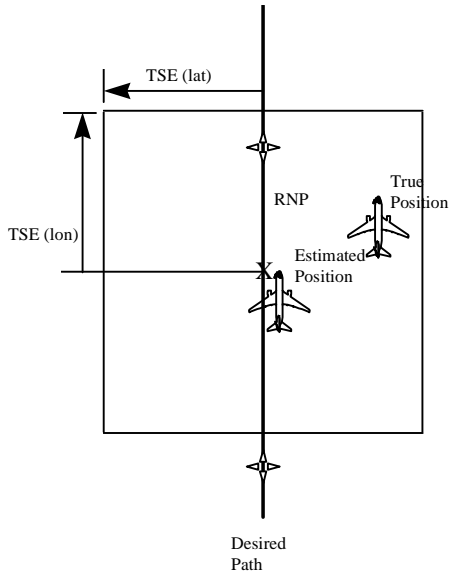 TSE (lat)
True
Position
RNP
TSE (lon)
Estimated
Position
X
Desired
Path